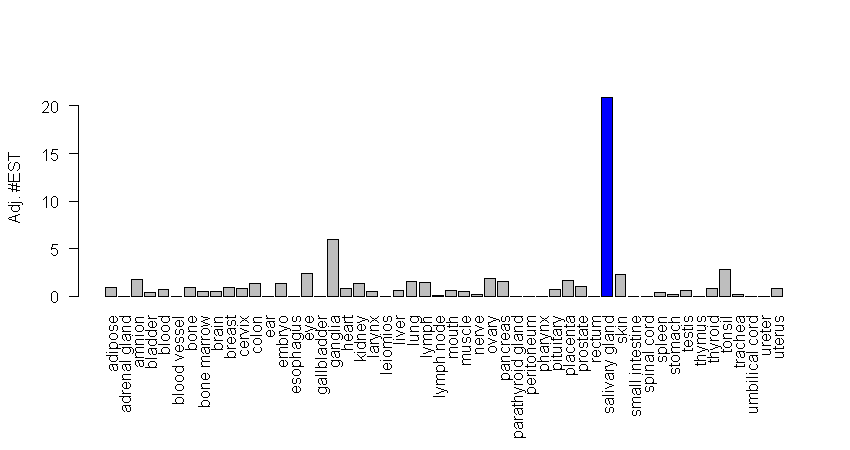 20
15
10
5
0
Adj. #EST
adipose
adrenal gland
amnion
bladder
blood
blood vessel
bone
bone marrow
brain
breast
cervix
colon
ear
embryo
esophagus
eye
gallbladder
ganglia
heart
kidney
larynx
leiomios
liver
lung
lymph
lymph node
mouth
muscle
nerve
ovary
pancreas
parathyroid gland
peritoneum
pharynx
pituitary
placenta
prostate
rectum
salivary gland
skin
small intestine
spinal cord
spleen
stomach
testis
thymus
thyroid
tonsil
trachea
umbilical cord
ureter
uterus